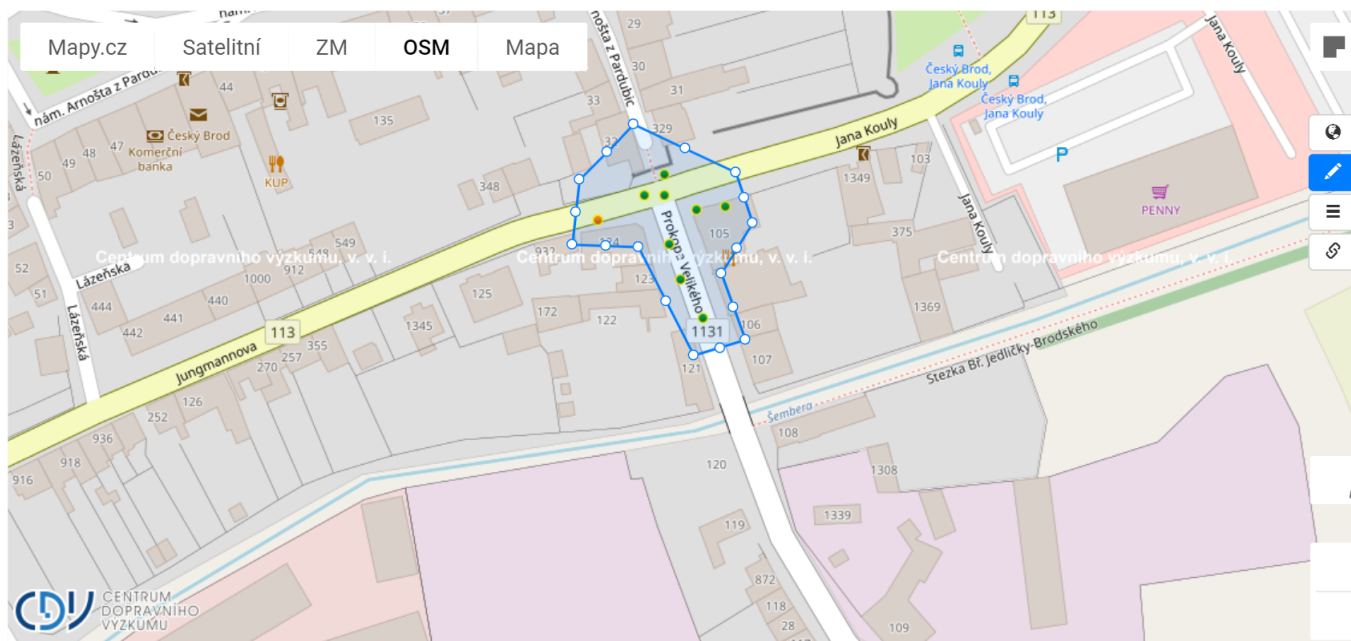 Mapy.cz
Satelitní
ZM
OSM
Mapa
113
nám. Arnošta z Pardubic
29
30
31
33
329
44
135
Český Brod
Komerční
banka
KUP
47
48
49
50
348
Lázeňská
Český Brod,
Jana Kouly
Český Brod,
Jana Kouly
Jana Kouly
Jana Kouly
Jana Kouly
P
PENNY
103
1349
375
1369
105
Prokopa Velikého
106
107
1131
121
123
122
172
125
1345
932
Centrum dopravního výzkumu, v. v. i.
Centrum dopravního výzkumu, v. v. i.
Centrum dopravního výzkumu, v. v. i.
52
51
54
Lázeňská
Lázeňská
549
548
912
1000
440
441
442
444
113
Jungmannova
355
257
270
126
252
936
918
916
Stezka Bř. Jedličky-Brodského
Šembera
108
120
119
1308
1339
872
118
28
109
CDV
CENTRUM
DOPRAVNÍHO
VÝZKUMU